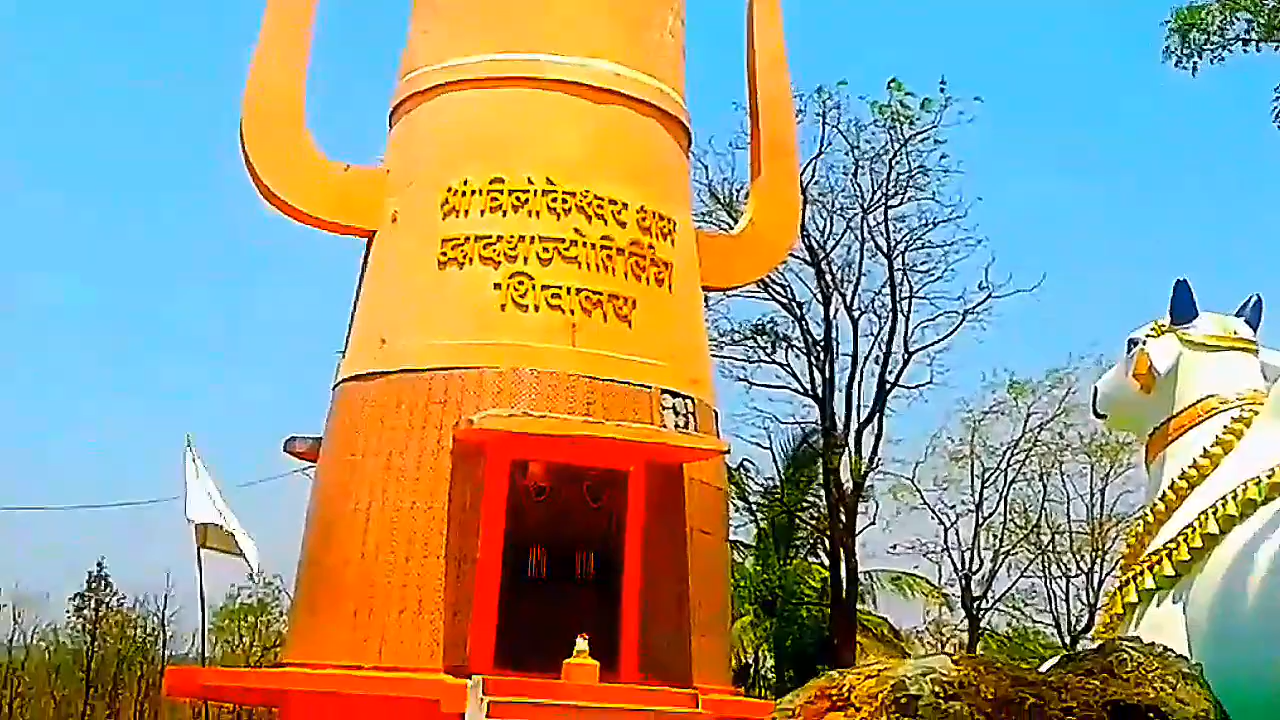 श्री त्रिलोकेश्वर धाम
द्वादश ज्योतिर्लिंग
शिवालय